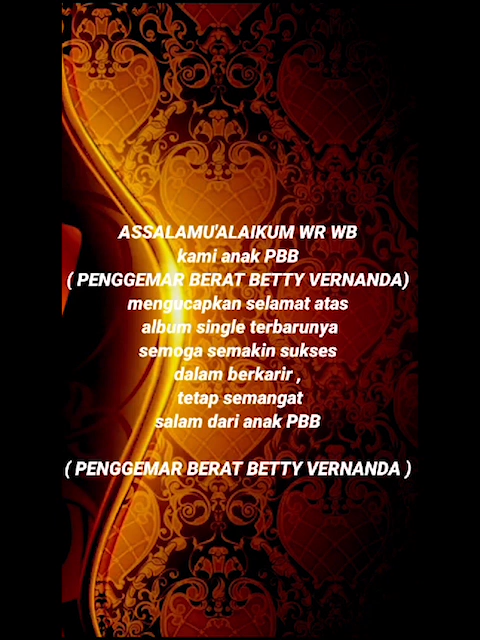 ASSALAMU'ALAIKUM WR WB
kami anak PBB
( PENGGEMAR BERAT BETTY VERNANDA)
mengucapkan selamat atas
album single terbarunya
semoga semakin sukses
dalam berkarir ,
tetap semangat
salam dari anak PBB
( PENGGEMAR BERAT BETTY VERNANDA )